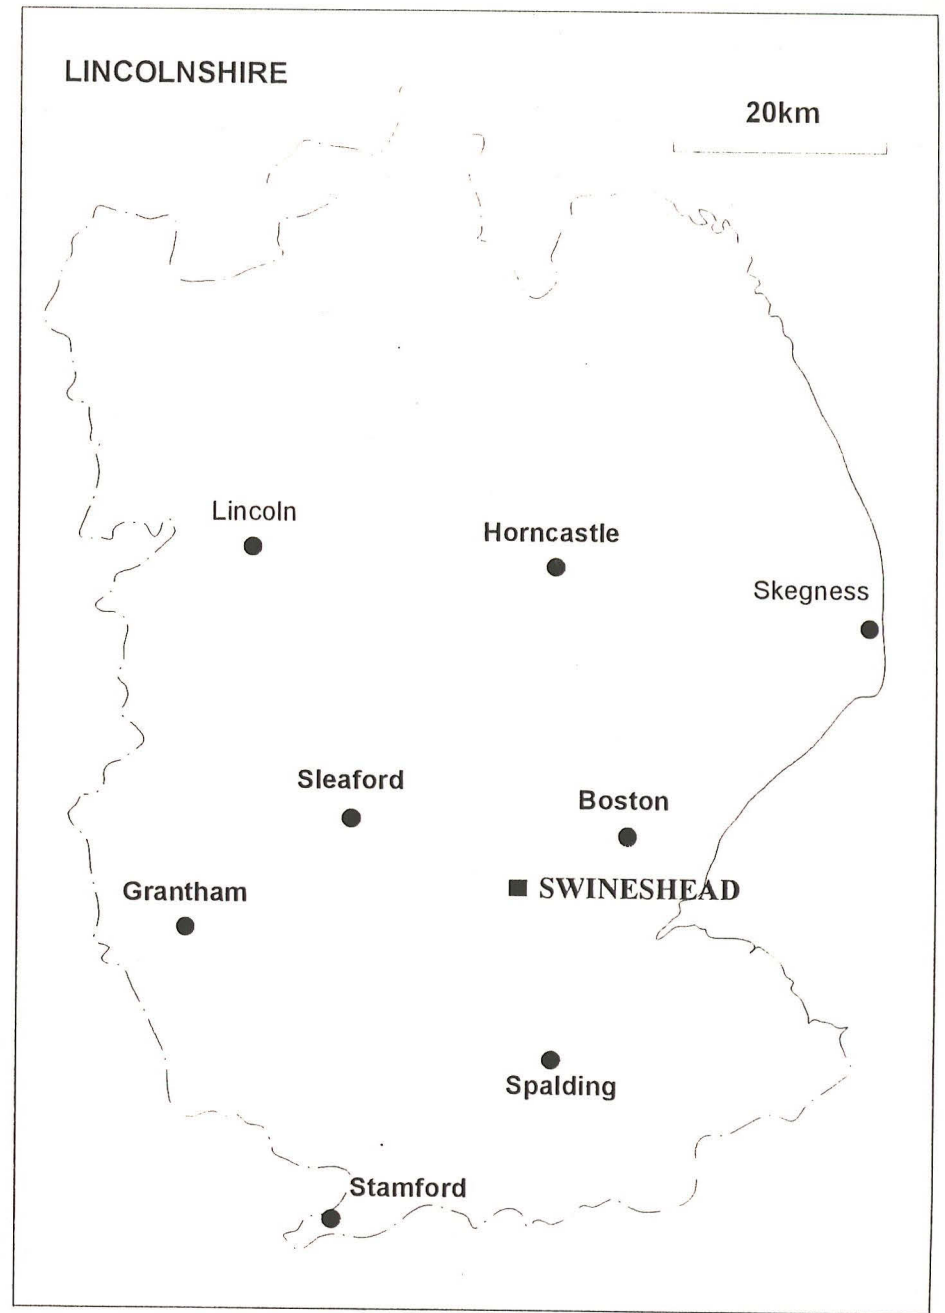 LINCOLNSHIRE
20km
Lincoln
Horncastle
Skegness
Sleaford
Boston
SWINESHEAD
Grantham
Spalding
Stamford